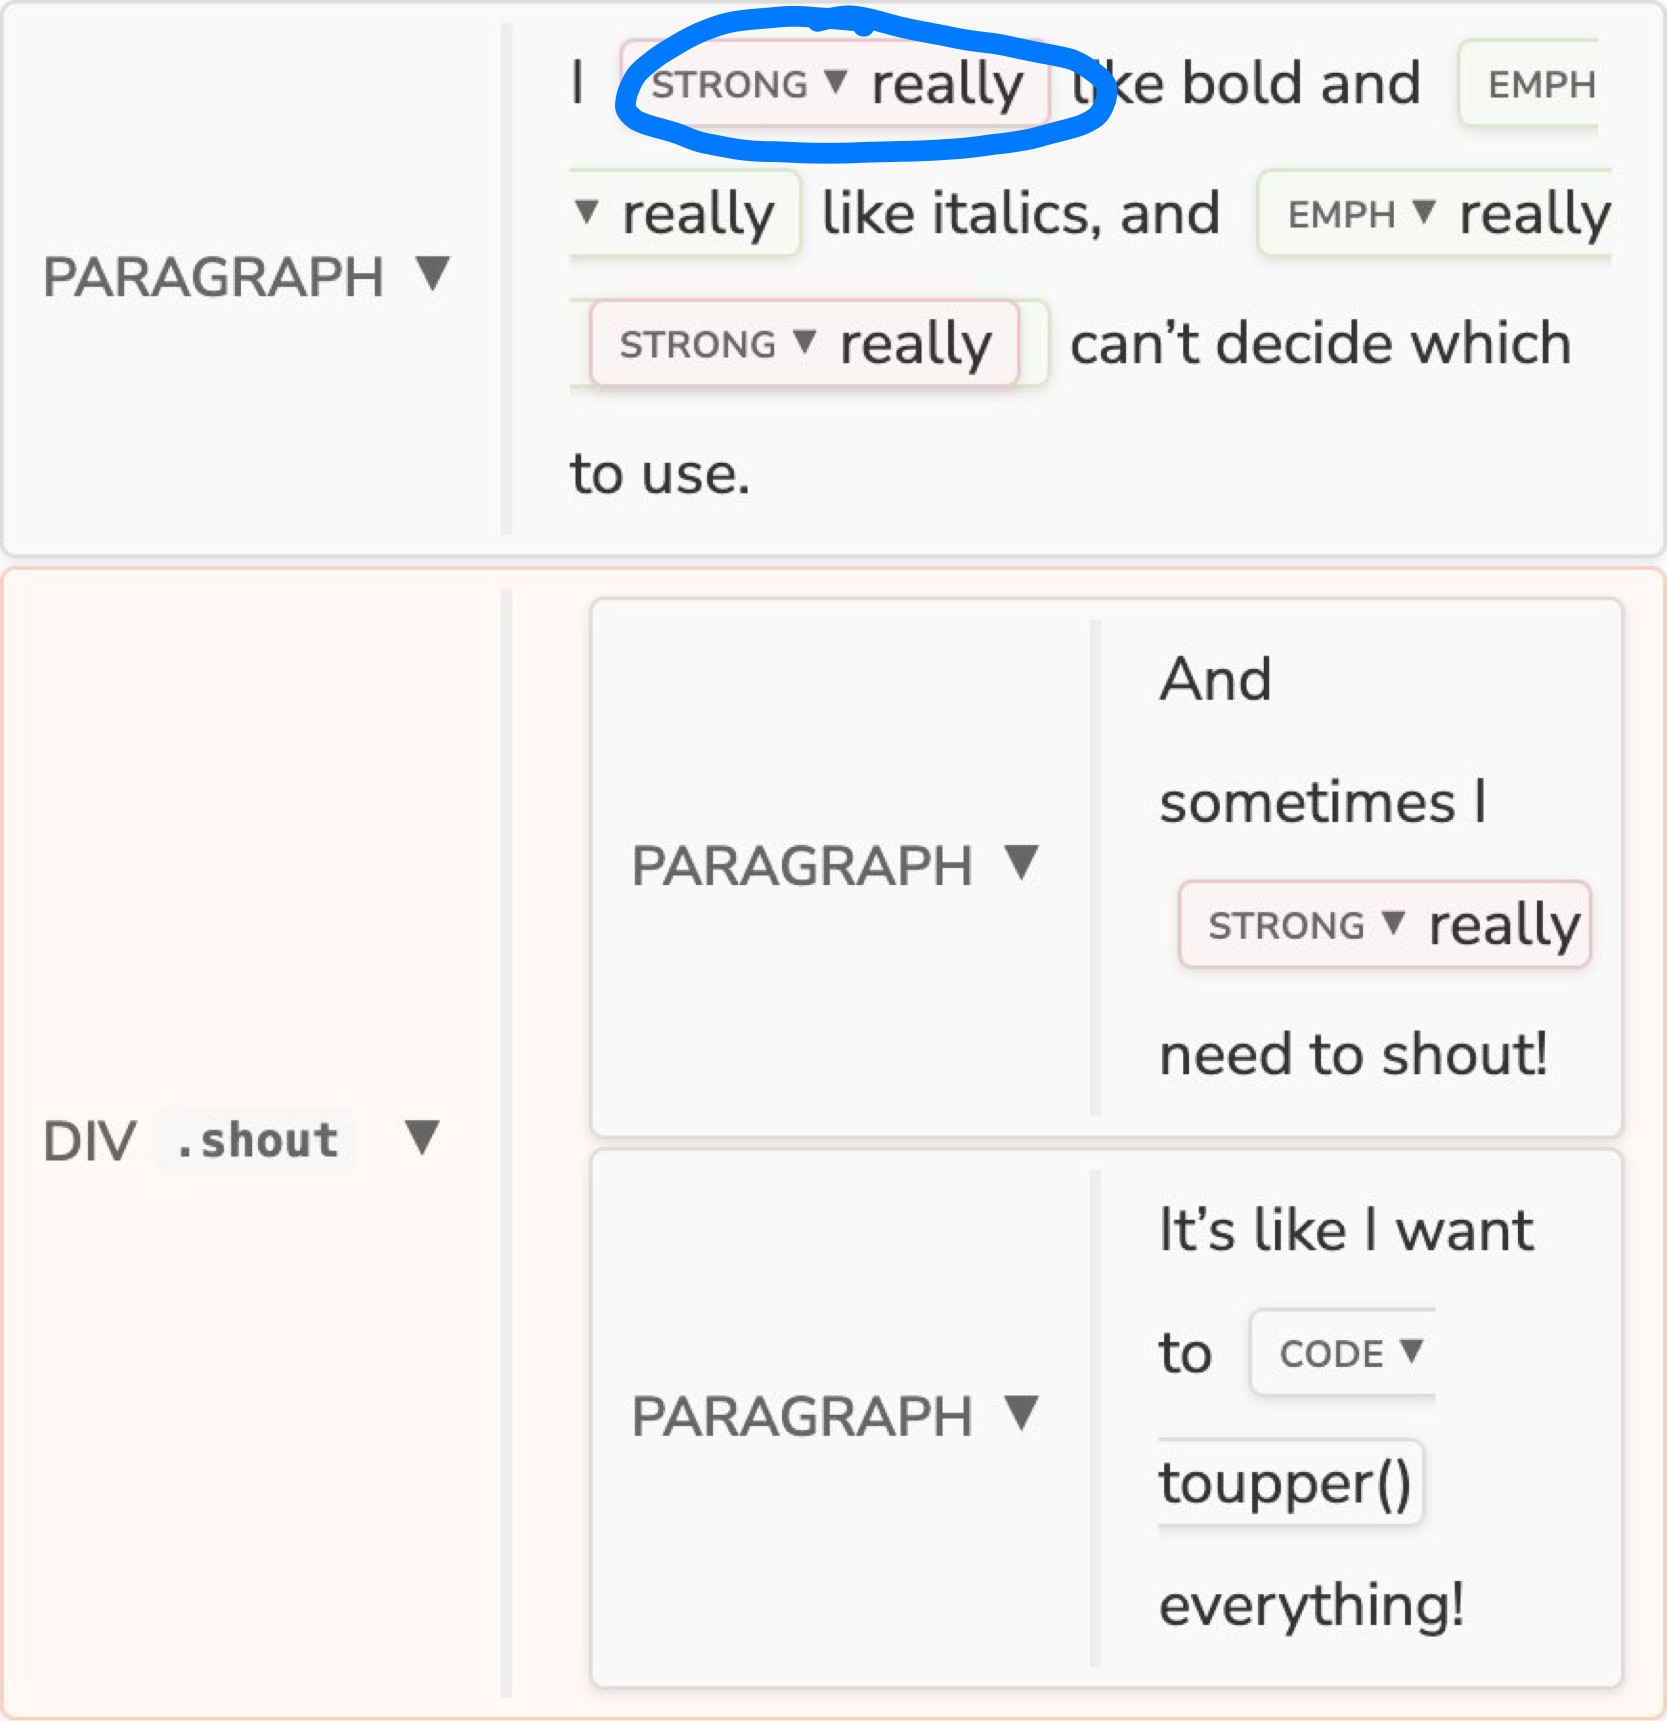 I STRONG ▼ really like bold and EMPH
▼ really like italics, and EMPH ▼ really
PARAGRAPH ▼
STRONG ▼ really can’t decide which
to use.
And
sometimes I
PARAGRAPH ▼
STRONG ▼ really
need to shout!
DIV .shout ▼
It’s like I want
to CODE ▼
PARAGRAPH ▼
toupper()
everything!